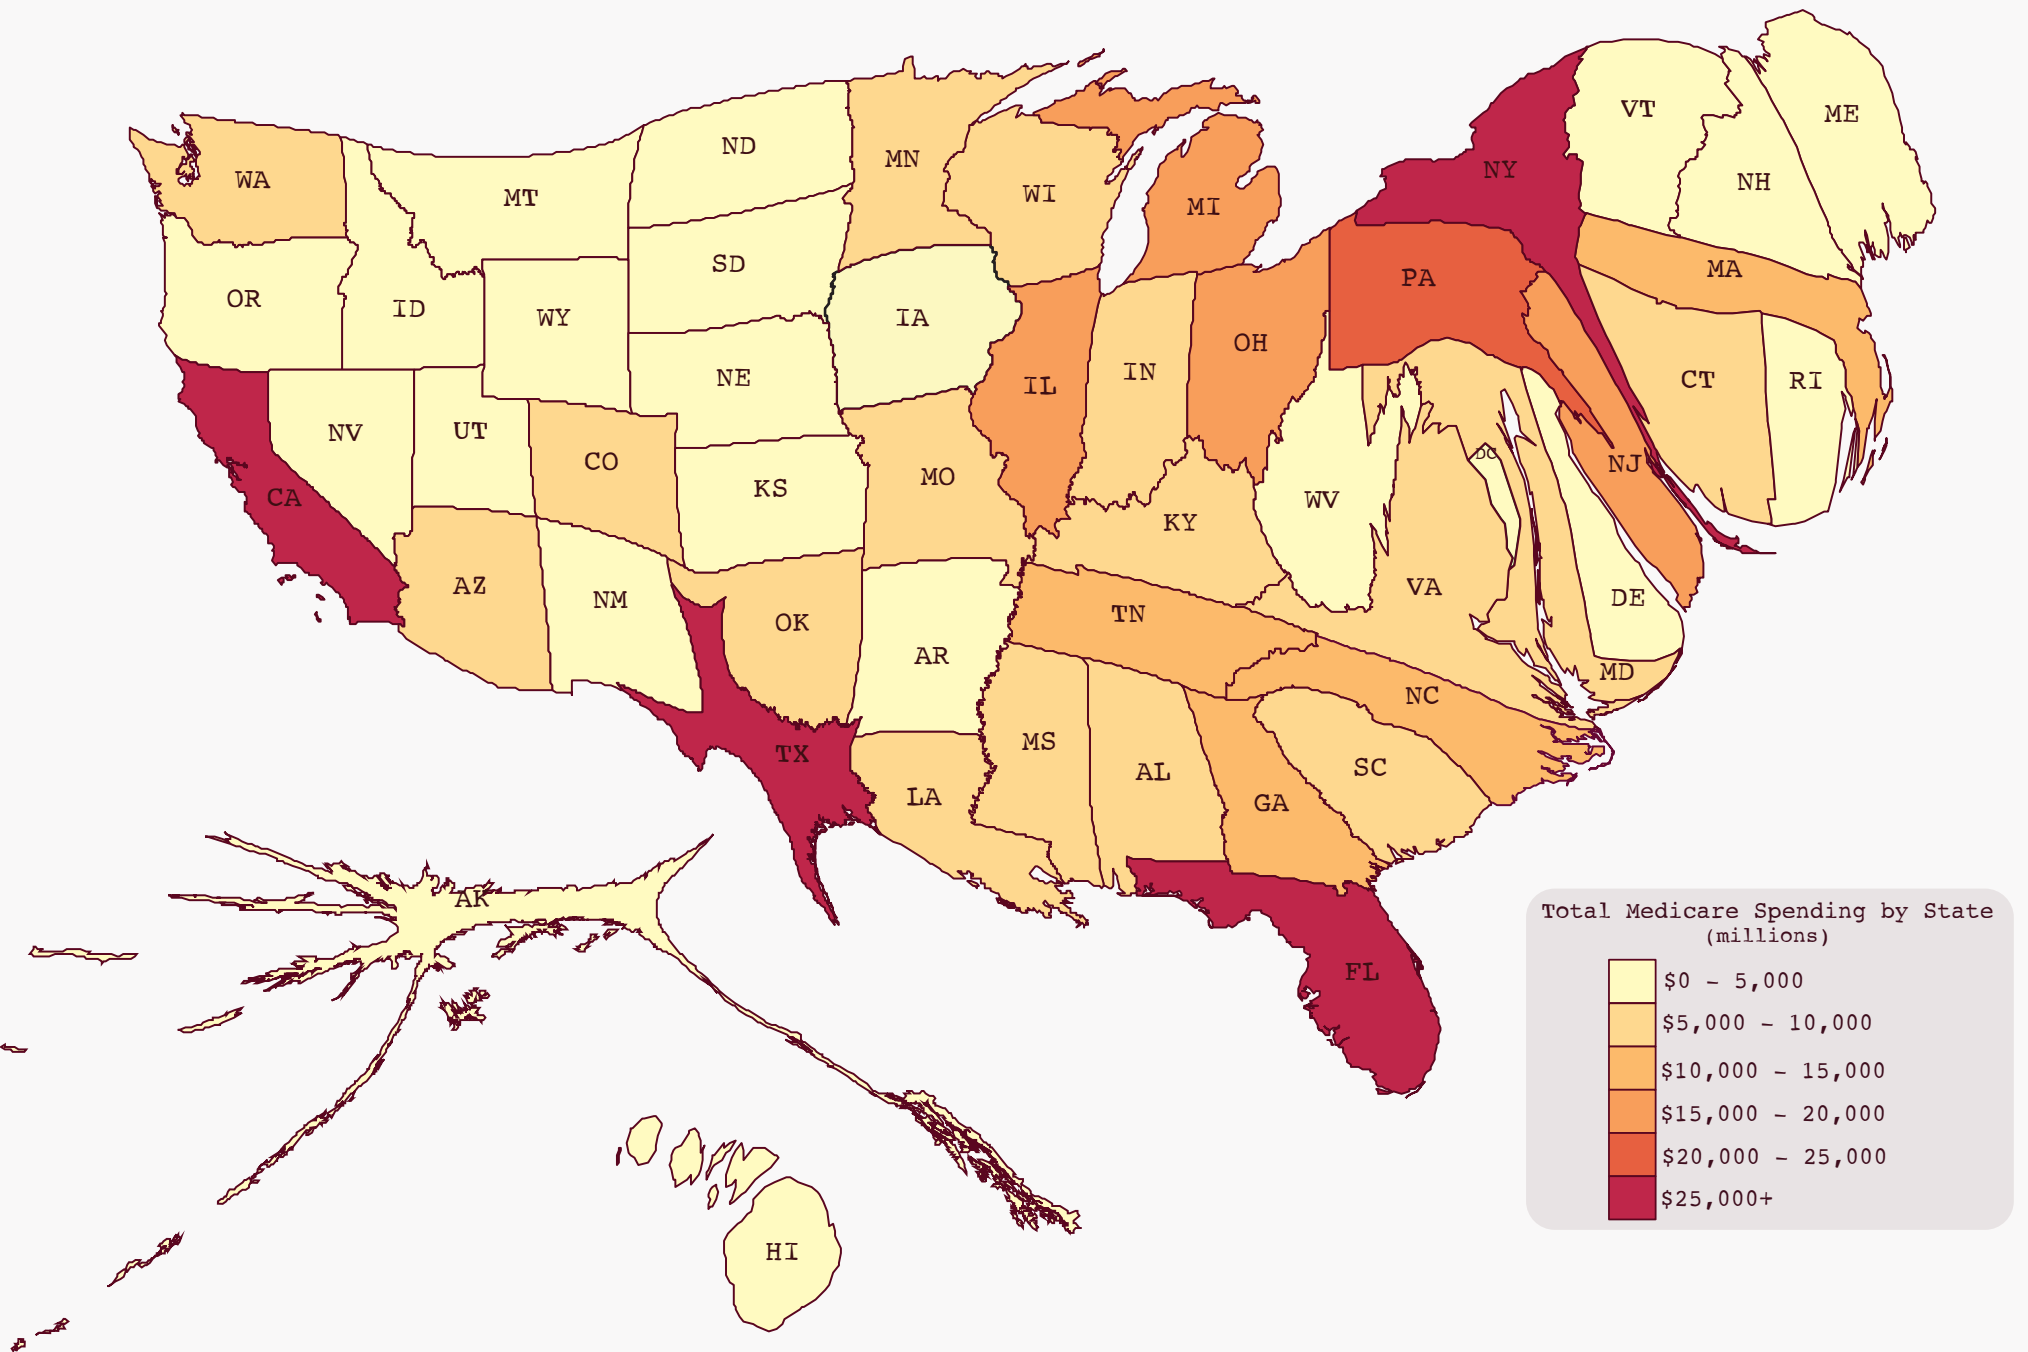 ME
VT
NH
NY
ND
MN
WA
WI
MT
MI
SD
MA
PA
OR
ID
WY
IA
OH
IN
NE
IL
CT
RI
NV
UT
CO
DC
NJ
MO
KS
CA
WV
KY
AZ
VA
NM
DE
TN
OK
AR
MD
NC
MS
TX
SC
AL
LA
GA
AK
FL
HI
Total Medicare Spending by State
(millions)
$0 – 5,000
$5,000 – 10,000
$10,000 – 15,000
$15,000 – 20,000
$20,000 – 25,000
$25,000+